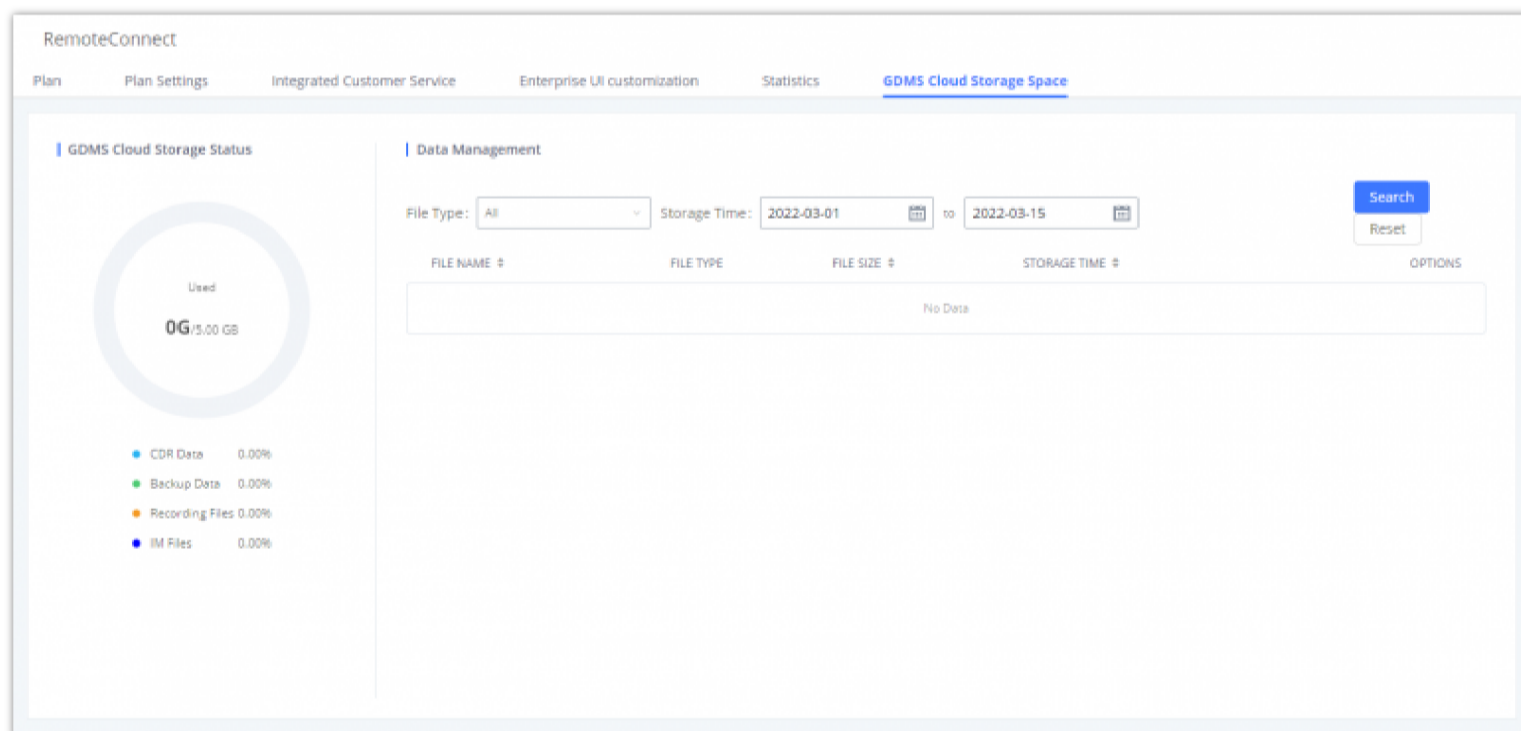 RemoteConnect
Plan Plan Settings Integrated Customer Service Enterprise UI customization Statistics GDMS Cloud Storage Space
GDMS Cloud Storage Status
Used
0G/5.00 GB
CDR Data 0.00%
Backup Data 0.00%
Recording Files 0.00%
IM Files 0.00%
Data Management
File Type: All Storage Time: 2022-03-01 to 2022-03-15
Search
Reset
FILE NAME FILE TYPE FILE SIZE STORAGE TIME OPTIONS
No Data